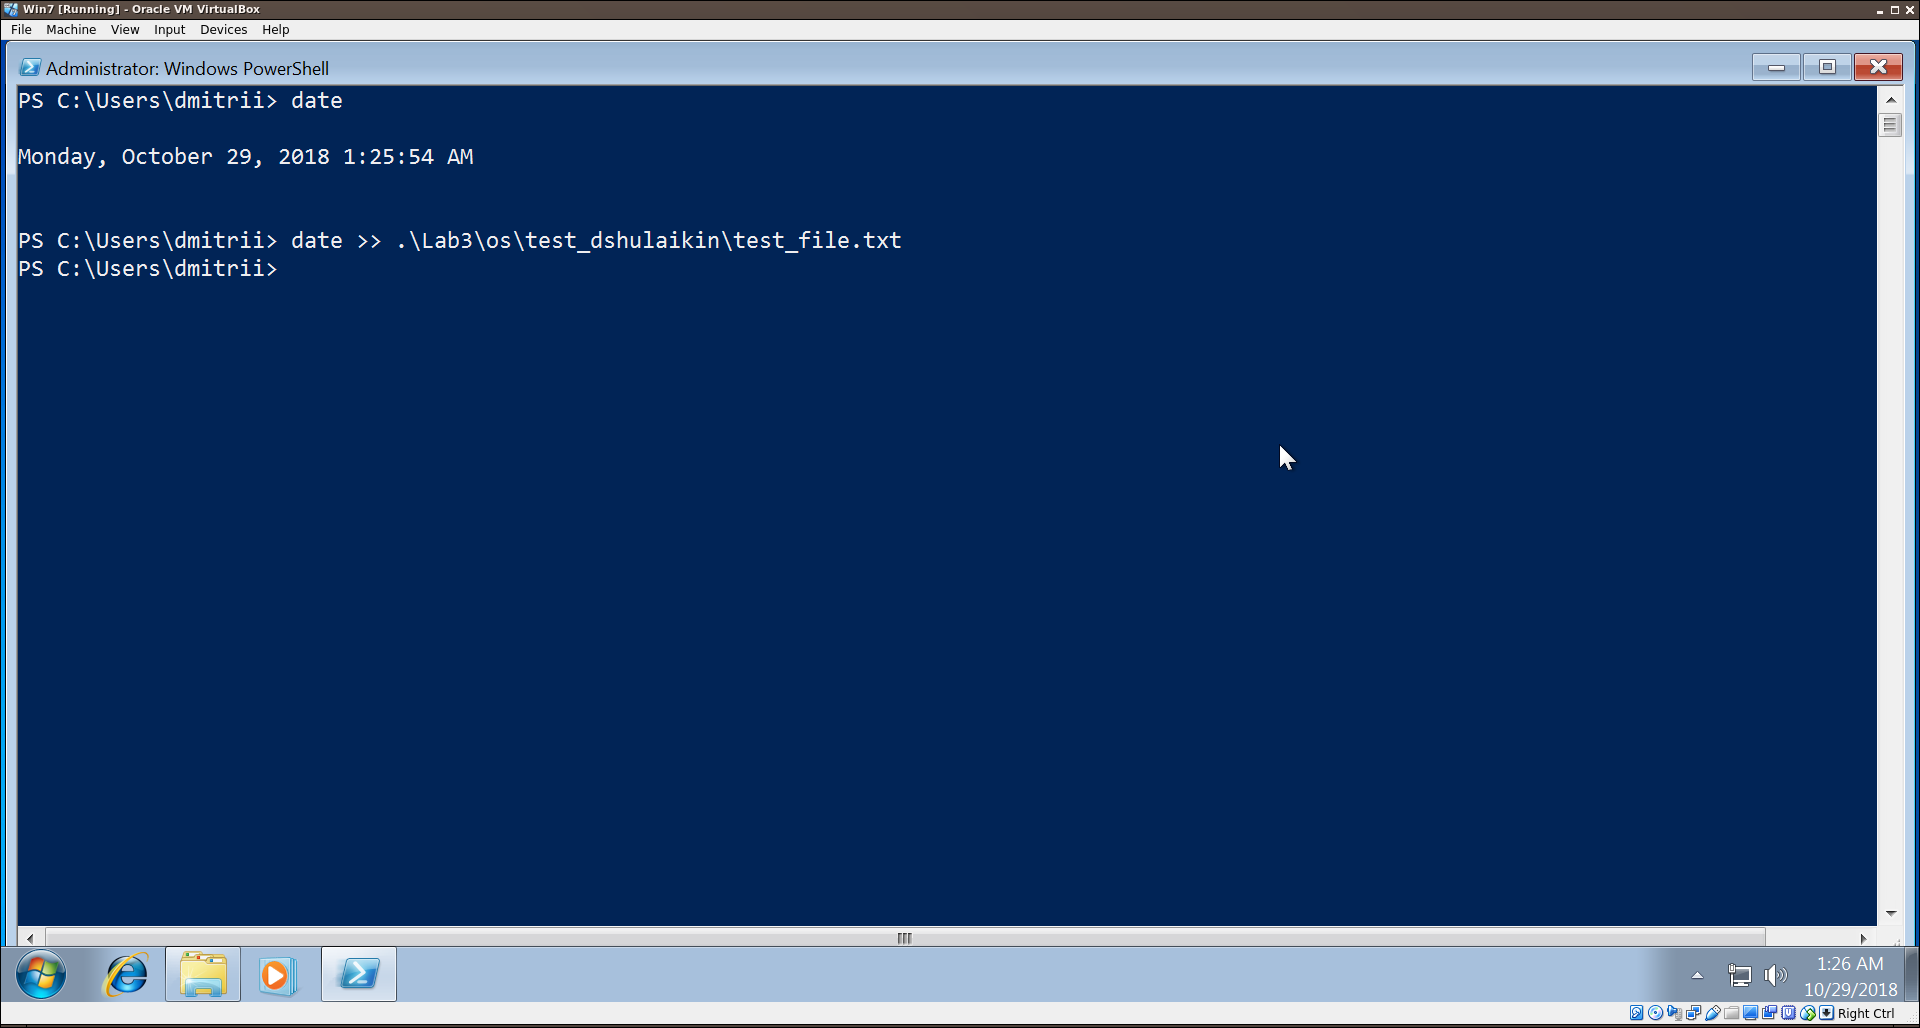 Win7 [Running] - Oracle VM VirtualBox
File Machine View Input Devices Help
Administrator: Windows PowerShell
PS C:\Users\dmitrii> date
Monday, October 29, 2018 1:25:54 AM
PS C:\Users\dmitrii> date >> .\Lab3\os\test_dshulaikin\test_file.txt
PS C:\Users\dmitrii>
1:26 AM
10/29/2018
Right Ctrl